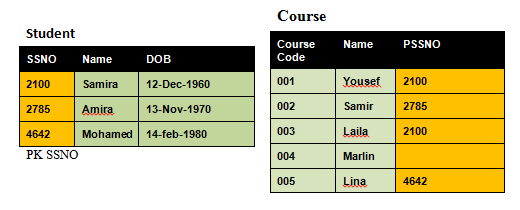 Student
SSNO Name DOB
2100 Samira 12-Dec-1960
2785 Amira 13-Nov-1970
4642 Mohamed 14-feb-1980
PK SSNO
Course
Course Name PSSNO
Code
001 Yousef 2100
002 Samir 2785
003 Laila 2100
004 Marlin
005 Lina 4642